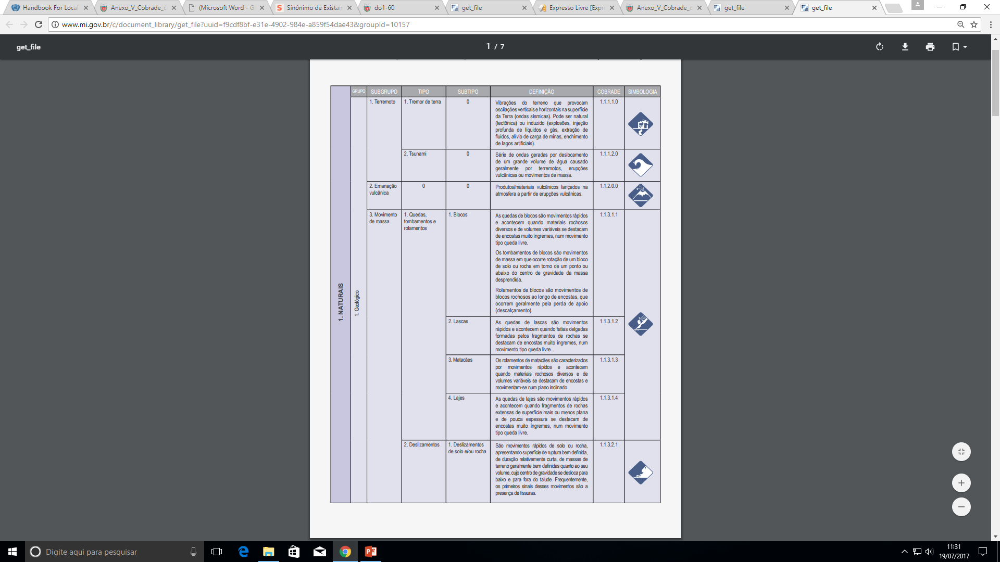 Handbook For Local
Anexo_V_Cobrade_c
(Microsoft Word - G
Sinônimo de Existan
do1-60
get_file
Expresso Livre [Expr
Anexo_V_Cobrade_c
get_file
get_file
www.mi.gov.br/c/document_library/get_file?uuid=f9cdf8bf-e31e-4902-984e-a859f54dae43&groupId=10157
get_file
1 / 7
GRUPO SUBGRUPO TIPO SUBTIPO DEFINIÇÃO COBRADE SIMBOLOGIA
1. NATURAIS
1. Geológico
1. Terremoto
1. Tremor de terra
0
Vibrações do terreno que provocam
oscilações verticais e horizontais na superfície
da Terra (ondas sísmicas). Pode ser natural
(tectônica) ou induzido (explosões, injeção
profunda de líquidos e gás, extração de
fluidos, alívio de carga de minas, enchimento
de lagos artificiais).
1.1.1.1.0
2. Tsunami
0
Série de ondas geradas por deslocamento
de um grande volume de água causado
geralmente por terremotos, erupções
vulcânicas ou movimentos de massa.
1.1.1.2.0
2. Emanação
vulcânica
0
0
Produtos/materiais vulcânicos lançados na
atmosfera a partir de erupções vulcânicas.
1.1.2.0.0
3. Movimento
de massa
1. Quedas,
tombamentos e
rolamentos
1. Blocos
As quedas de blocos são movimentos rápidos
e acontecem quando materiais rochosos
diversos e de volumes variáveis se destacam
de encostas muito íngremes, num movimento
tipo queda livre.
Os tombamentos de blocos são movimentos
de massa em que ocorre rotação de um bloco
de solo ou rocha em torno de um ponto ou
abaixo do centro de gravidade da massa
desprendida.
Rolamentos de blocos são movimentos de
blocos rochosos ao longo de encostas, que
ocorrem geralmente pela perda de apoio
(descalçamento).
1.1.3.1.1
2. Lascas
As quedas de lascas são movimentos
rápidos e acontecem quando fatias delgadas
formadas pelos fragmentos de rochas se
destacam de encostas muito íngremes, num
movimento tipo queda livre.
1.1.3.1.2
3. Matacães
Os rolamentos de matacães são caracterizados
por movimentos rápidos e acontecem
quando materiais rochosos diversos e de
volumes variáveis se destacam de encostas e
movimentam-se num plano inclinado.
1.1.3.1.3
4. Lajes
As quedas de lajes são movimentos rápidos
e acontecem quando fragmentos de rochas
extensas de superfície mais ou menos plana
e de pouca espessura se destacam de
encostas muito íngremes, num movimento
tipo queda livre.
1.1.3.1.4
2. Deslizamentos
1. Deslizamentos
de solo e/ou rocha
São movimentos rápidos de solo ou rocha,
apresentando superfície de ruptura bem definida,
de duração relativamente curta, de massas de
terreno geralmente bem definidas quanto ao seu
volume, cujo centro de gravidade se desloca para
baixo e para fora do talude. Frequentemente,
os primeiros sinais desses movimentos são a
presença de fissuras.
1.1.3.2.1
Digite aqui para pesquisar
11:31
19/07/2017